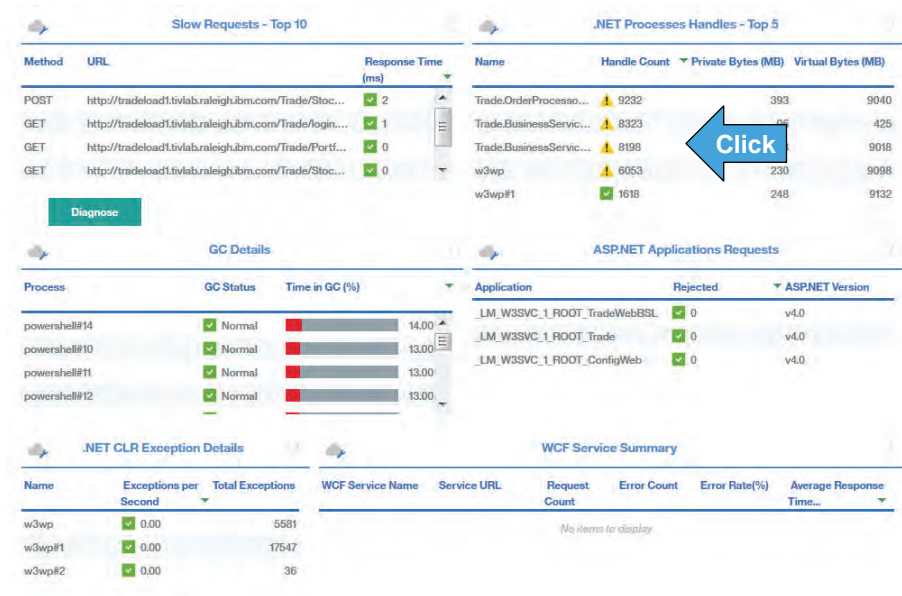 Slow Requests - Top 10
Method URL Response Time (ms)
POST http://tradeload1.tivlab.raleigh.ibm.com/Trade/Stoc... 2
GET http://tradeload1.tivlab.raleigh.ibm.com/Trade/login.... 1
GET http://tradeload1.tivlab.raleigh.ibm.com/Trade/Portf... 0
GET http://tradeload1.tivlab.raleigh.ibm.com/Trade/Stoc... 0
Diagnose
.NET Processes Handles - Top 5
Name Handle Count Private Bytes (MB) Virtual Bytes (MB)
Trade.OrderProcesso... 9232 393 9040
Trade.BusinessServic... 8323 425
Trade.BusinessServic... 8198 9018
w3wp 6053 230 9098
w3wp#1 1618 248 9132
Click
GC Details
Process GC Status Time in GC (%)
powershell#14 Normal 14.00
powershell#10 Normal 13.00
powershell#11 Normal 13.00
powershell#12 Normal 13.00
ASP.NET Applications Requests
Application Rejected ASP.NET Version
_LM_W3SVC_1_ROOT_TradeWebBSL 0 v4.0
_LM_W3SVC_1_ROOT_Trade 0 v4.0
_LM_W3SVC_1_ROOT_ConfigWeb 0 v4.0
.NET CLR Exception Details
Name Exceptions per Second Total Exceptions
w3wp 0.00 5581
w3wp#1 0.00 17547
w3wp#2 0.00 36
WCF Service Summary
WCF Service Name Service URL Request Count Error Count Error Rate(%) Average Response Time...
No items to display